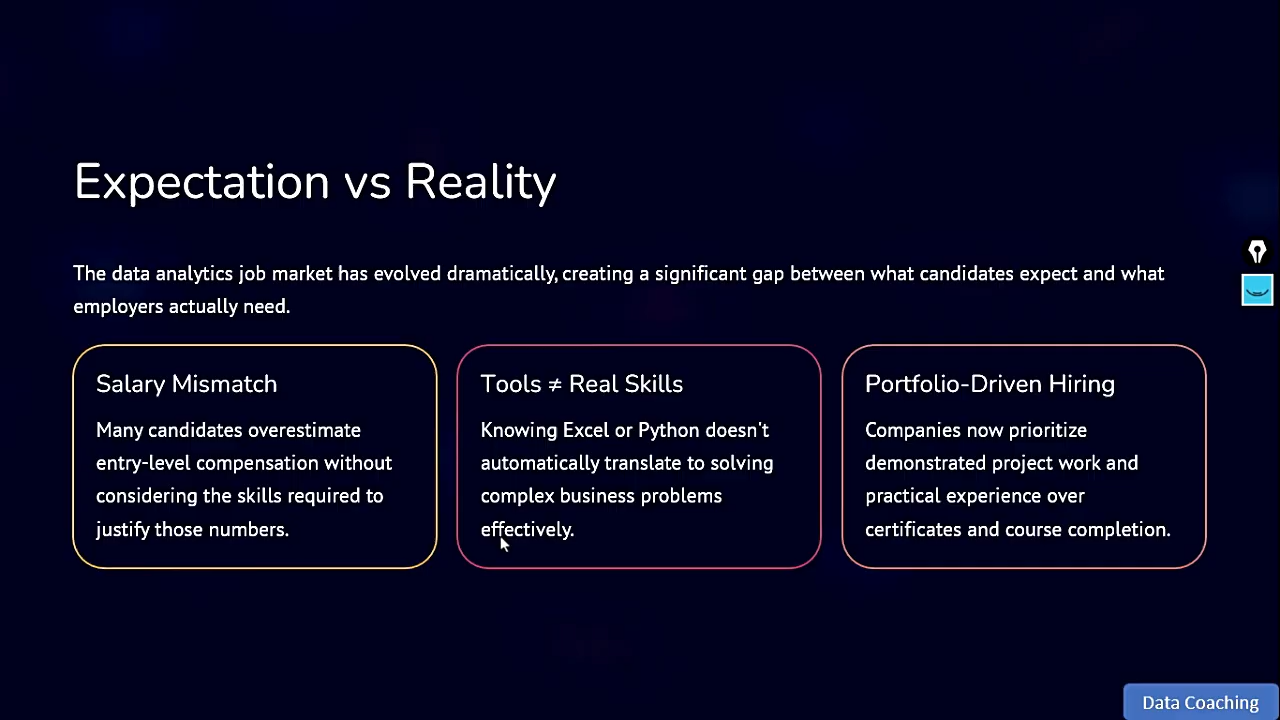 Expectation vs Reality
The data analytics job market has evolved dramatically, creating a significant gap between what candidates expect and what
employers actually need.
Salary Mismatch
Many candidates overestimate
entry-level compensation without
considering the skills required to
justify those numbers.
Tools ≠ Real Skills
Knowing Excel or Python doesn't
automatically translate to solving
complex business problems
effectively.
Portfolio-Driven Hiring
Companies now prioritize
demonstrated project work and
practical experience over
certificates and course completion.
Data Coaching